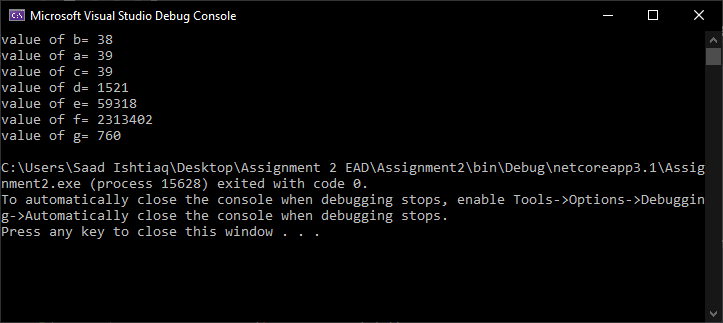 Microsoft Visual Studio Debug Console
value of b= 38
value of a= 39
value of c= 39
value of d= 1521
value of e= 59318
value of f= 2313402
value of g= 760
C:\Users\Saad Ishtiaq\Desktop\Assignment 2 EAD\Assignment2\bin\Debug\netcoreapp3.1\Assig
nment2.exe (process 15628) exited with code 0.
To automatically close the console when debugging stops, enable Tools->Options->Debuggin
g->Automatically close the console when debugging stops.
Press any key to close this window . . .